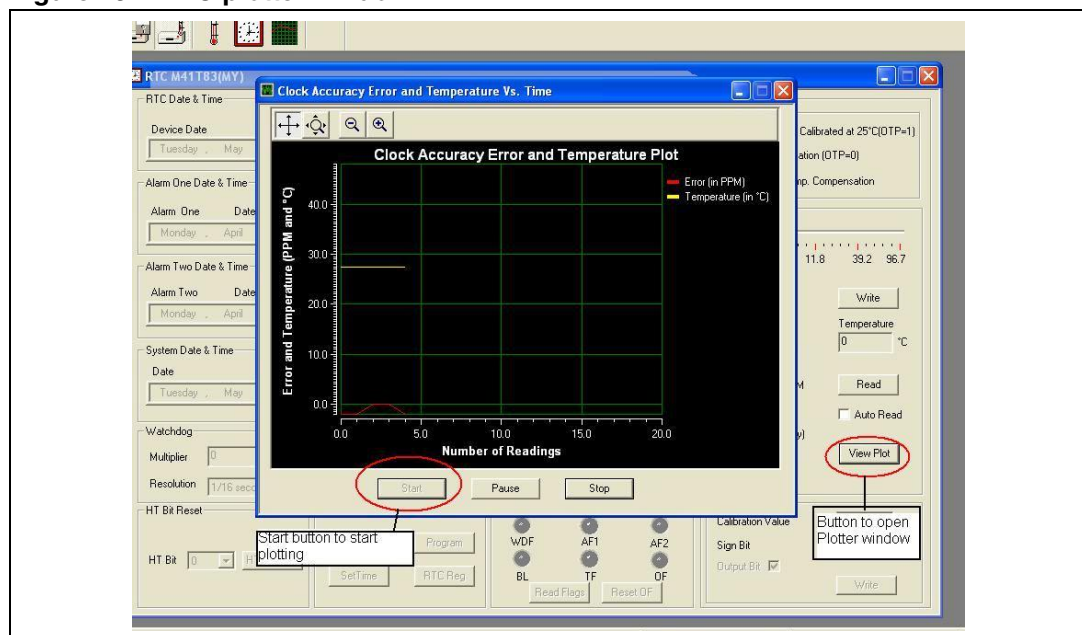 RTC M41T83(MY)
Clock Accuracy Error and Temperature Vs. Time
RTC Date & Time
Device Date
Tuesday , May
Calibrated at 25°C(OTP=1)
ation (OTP=0)
mp. Compensation
Clock Accuracy Error and Temperature Plot
Error (in PPM)
Temperature (in °C)
Error and Temperature (PPM and °C)
40.0
30.0
20.0
10.0
0.0
0.0 5.0 10.0 15.0 20.0
Number of Readings
Start Pause Stop
Alarm One Date & Time
Alarm One Date
Monday , April
Alarm Two Date & Time
Alarm Two Date
Monday , April
System Date & Time
Date
Tuesday , May
Watchdog
Multiplier 0
Resolution 1/16 seco
11.8 39.2 96.7
Write
Temperature
0 °C
Read
Auto Read
View Plot
HT Bit Reset
HT Bit 0
Start button to start
plotting
Program
SetTime RTC Reg
WDF AF1 AF2
BL TF OF
Read Flags Reset OF
Calibration Value
Sign Bit
Output Bit
Write
Button to open
Plotter window